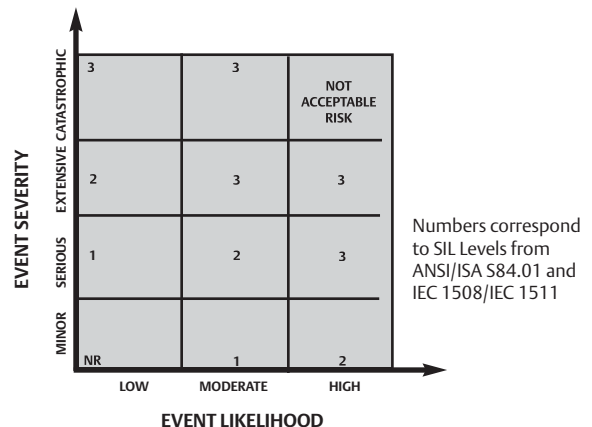 EVENT SEVERITY
CATASTROPHIC
EXTENSIVE
SERIOUS
MINOR
3
3
NOT
ACCEPTABLE
RISK
2
3
3
1
2
3
NR
1
2
LOW
MODERATE
HIGH
EVENT LIKELIHOOD
Numbers correspond
to SIL Levels from
ANSI/ISA S84.01 and
IEC 1508/IEC 1511